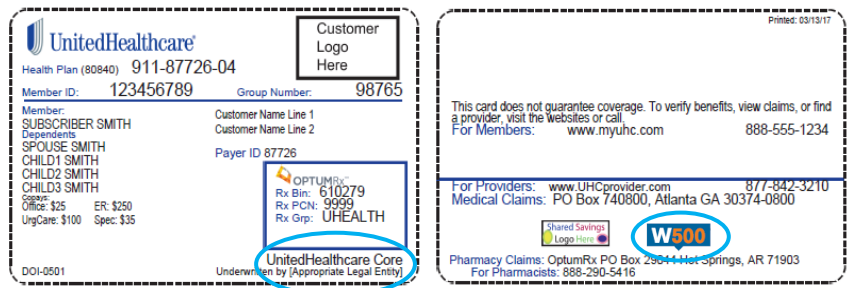 UnitedHealthcare®
Customer
Logo
Here
Health Plan (80840) 911-87726-04
Member ID: 123456789 Group Number: 98765
Member:
SUBSCRIBER SMITH
Dependents
SPOUSE SMITH
CHILD1 SMITH
CHILD2 SMITH
CHILD3 SMITH
Copays:
Office: $25 ER: $250
UrgCare: $100 Spec: $35
Customer Name Line 1
Customer Name Line 2
Payer ID 87726
OPTUMRx™
Rx Bin: 610279
Rx PCN: 9999
Rx Grp: UHEALTH
UnitedHealthcare Core
DOI-0501 Underwritten by [Appropriate Legal Entity]
Printed: 03/13/17
This card does not guarantee coverage. To verify benefits, view claims, or find
a provider, visit the websites or call.
For Members: www.myuhc.com 888-555-1234
For Providers: www.UHCprovider.com 877-842-3210
Medical Claims: PO Box 740800, Atlanta GA 30374-0800
Shared Savings
Logo Here
W500
Pharmacy Claims: OptumRx PO Box Hot Springs, AR 71903
For Pharmacists: 888-290-5416